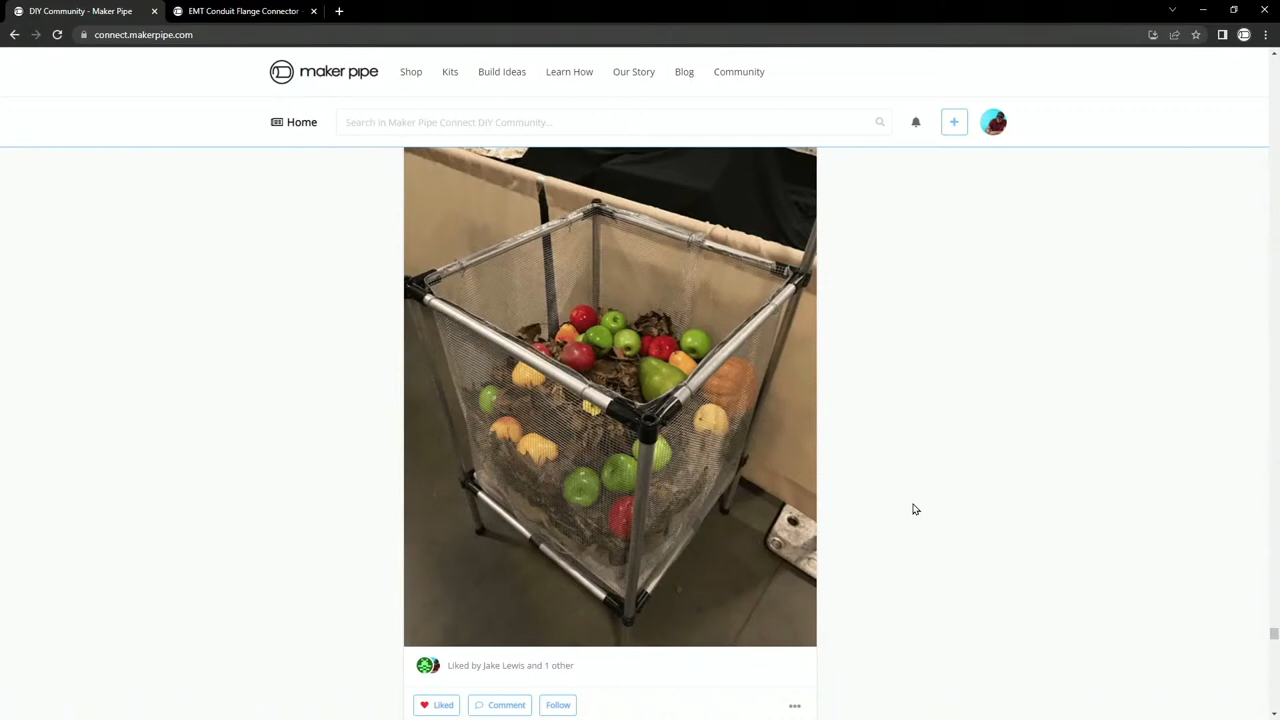 DIY Community - Maker Pipe
EMT Conduit Flange Connector -
connect.makerpipe.com
maker pipe
Shop
Kits
Build Ideas
Learn How
Our Story
Blog
Community
Home
Search in Maker Pipe Connect DIY Community...
Liked by Jake Lewis and 1 other
Liked
Comment
Follow